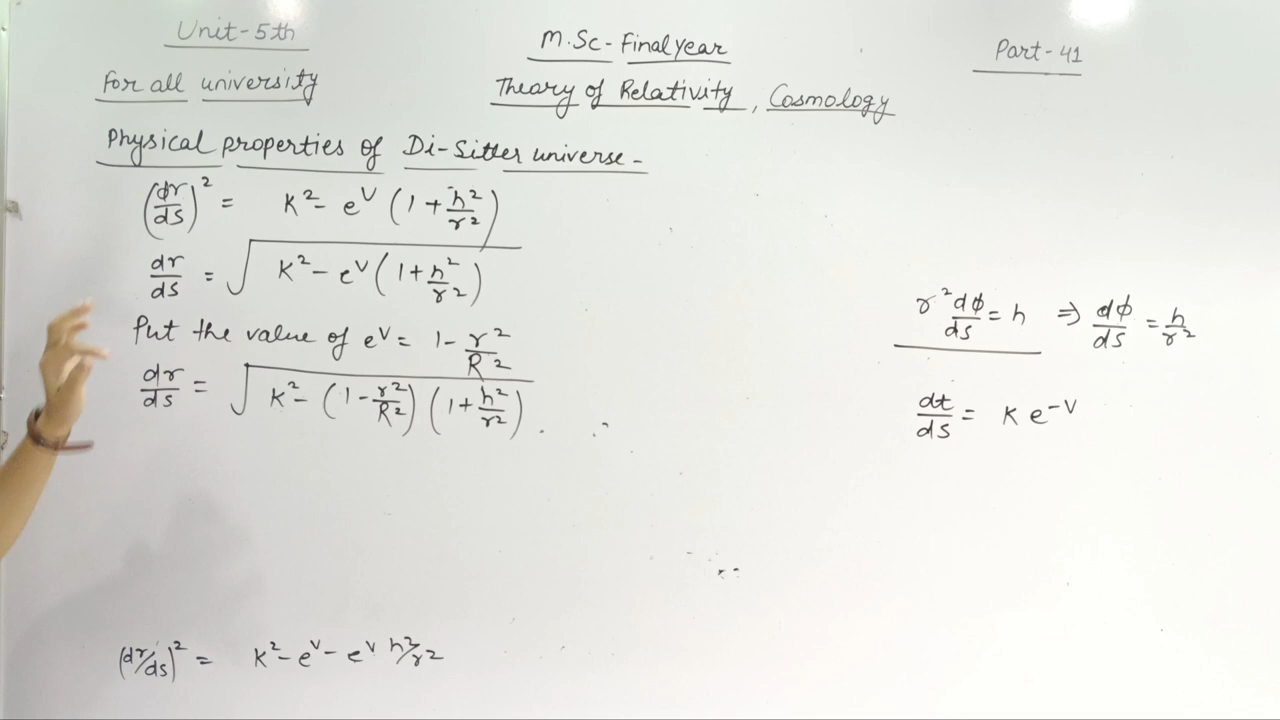 Unit-5th
M.Sc-Final year
Part-41
For all university
Theory of Relativity, Cosmology
Physical properties of Di-Sitter universe-
(dr/ds)² = K² - e^ν (1 + h²/r²)
dr/ds = √(K² - e^ν (1 + h²/r²))
r² dϕ/ds = h ⇒ dϕ/ds = h/r²
Put the value of e^ν = 1 - r²/R²
dr/ds = √(K² - (1 - r²/R²) (1 + h²/r²)).
dt/ds = K e^-ν
(dr/ds)² = K² - e^ν - e^ν h²/r²